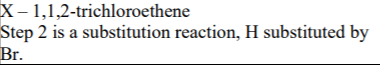 X – 1,1,2-trichloroethene
Step 2 is a substitution reaction, H substituted by
Br.